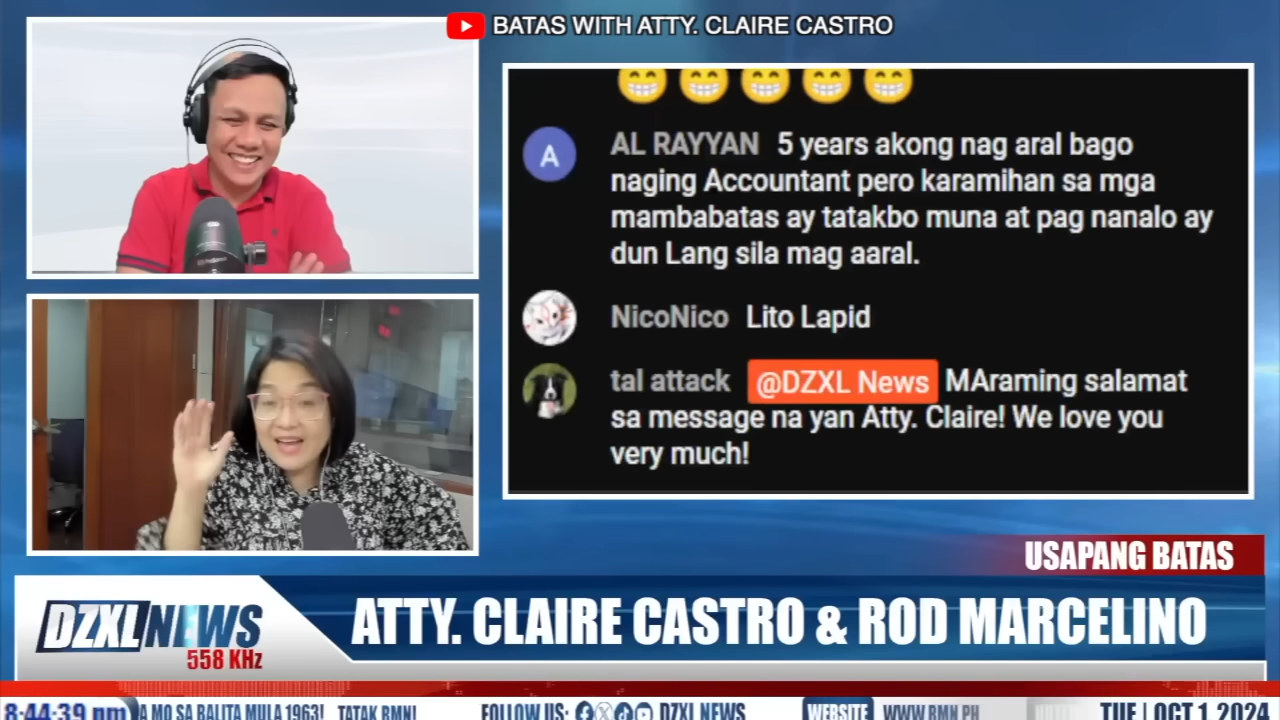 BATAS WITH ATTY. CLAIRE CASTRO
A
AL RAYYAN 5 years akong nag aral bago
naging Accountant pero karamihan sa mga
mambabatas ay tatakbo muna at pag nanalo ay
dun Lang sila mag aaral.
NicoNico Lito Lapid
tal attack @DZXL News MAraming salamat
sa message na yan Atty. Claire! We love you
very much!
USAPANG BATAS
DZXL NEWS
558 KHz
ATTY. CLAIRE CASTRO & ROD MARCELINO
8:44:39 pm A MO SA BALITA MULA 1963! TATAK RMN! FOLLOW US: DZXL NEWS WEBSITE WWW.RMN.PH TUE | OCT 1, 2024